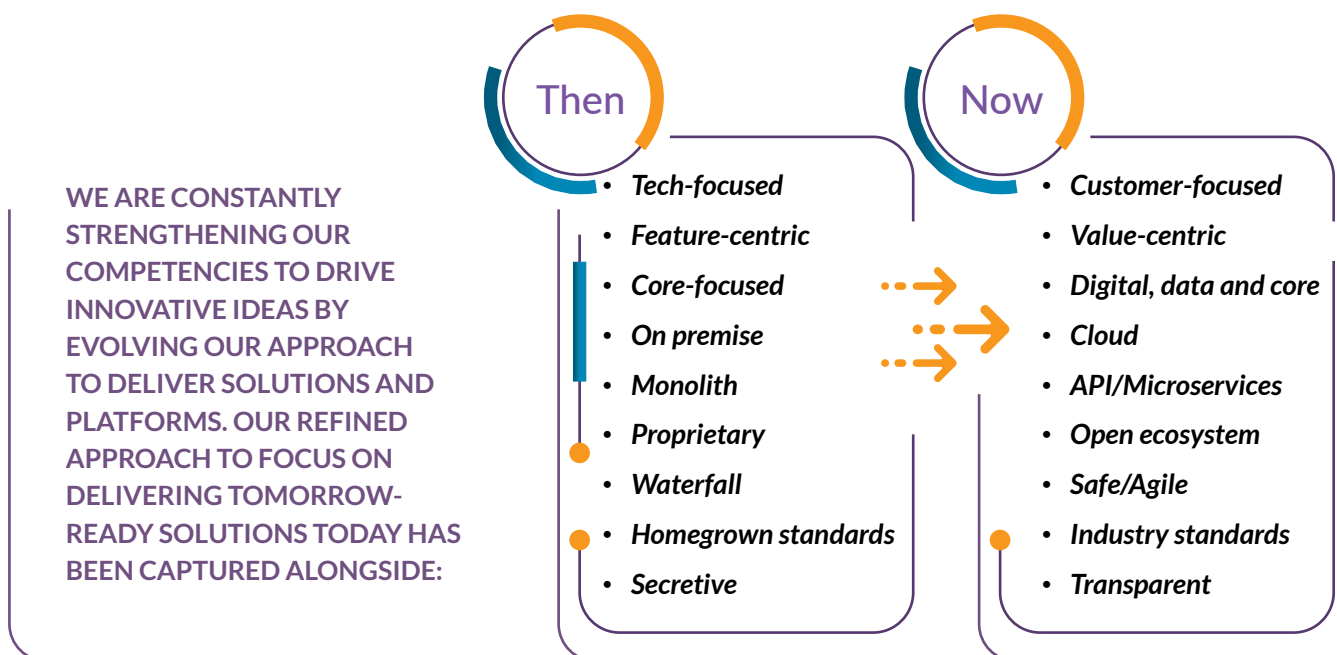 WE ARE CONSTANTLY
STRENGTHENING OUR
COMPETENCIES TO DRIVE
INNOVATIVE IDEAS BY
EVOLVING OUR APPROACH
TO DELIVER SOLUTIONS AND
PLATFORMS. OUR REFINED
APPROACH TO FOCUS ON
DELIVERING TOMORROW-
READY SOLUTIONS TODAY HAS
BEEN CAPTURED ALONGSIDE:
Then
• Tech-focused
• Feature-centric
• Core-focused
• On premise
• Monolith
• Proprietary
• Waterfall
• Homegrown standards
• Secretive
Now
• Customer-focused
• Value-centric
• Digital, data and core
• Cloud
• API/Microservices
• Open ecosystem
• Safe/Agile
• Industry standards
• Transparent